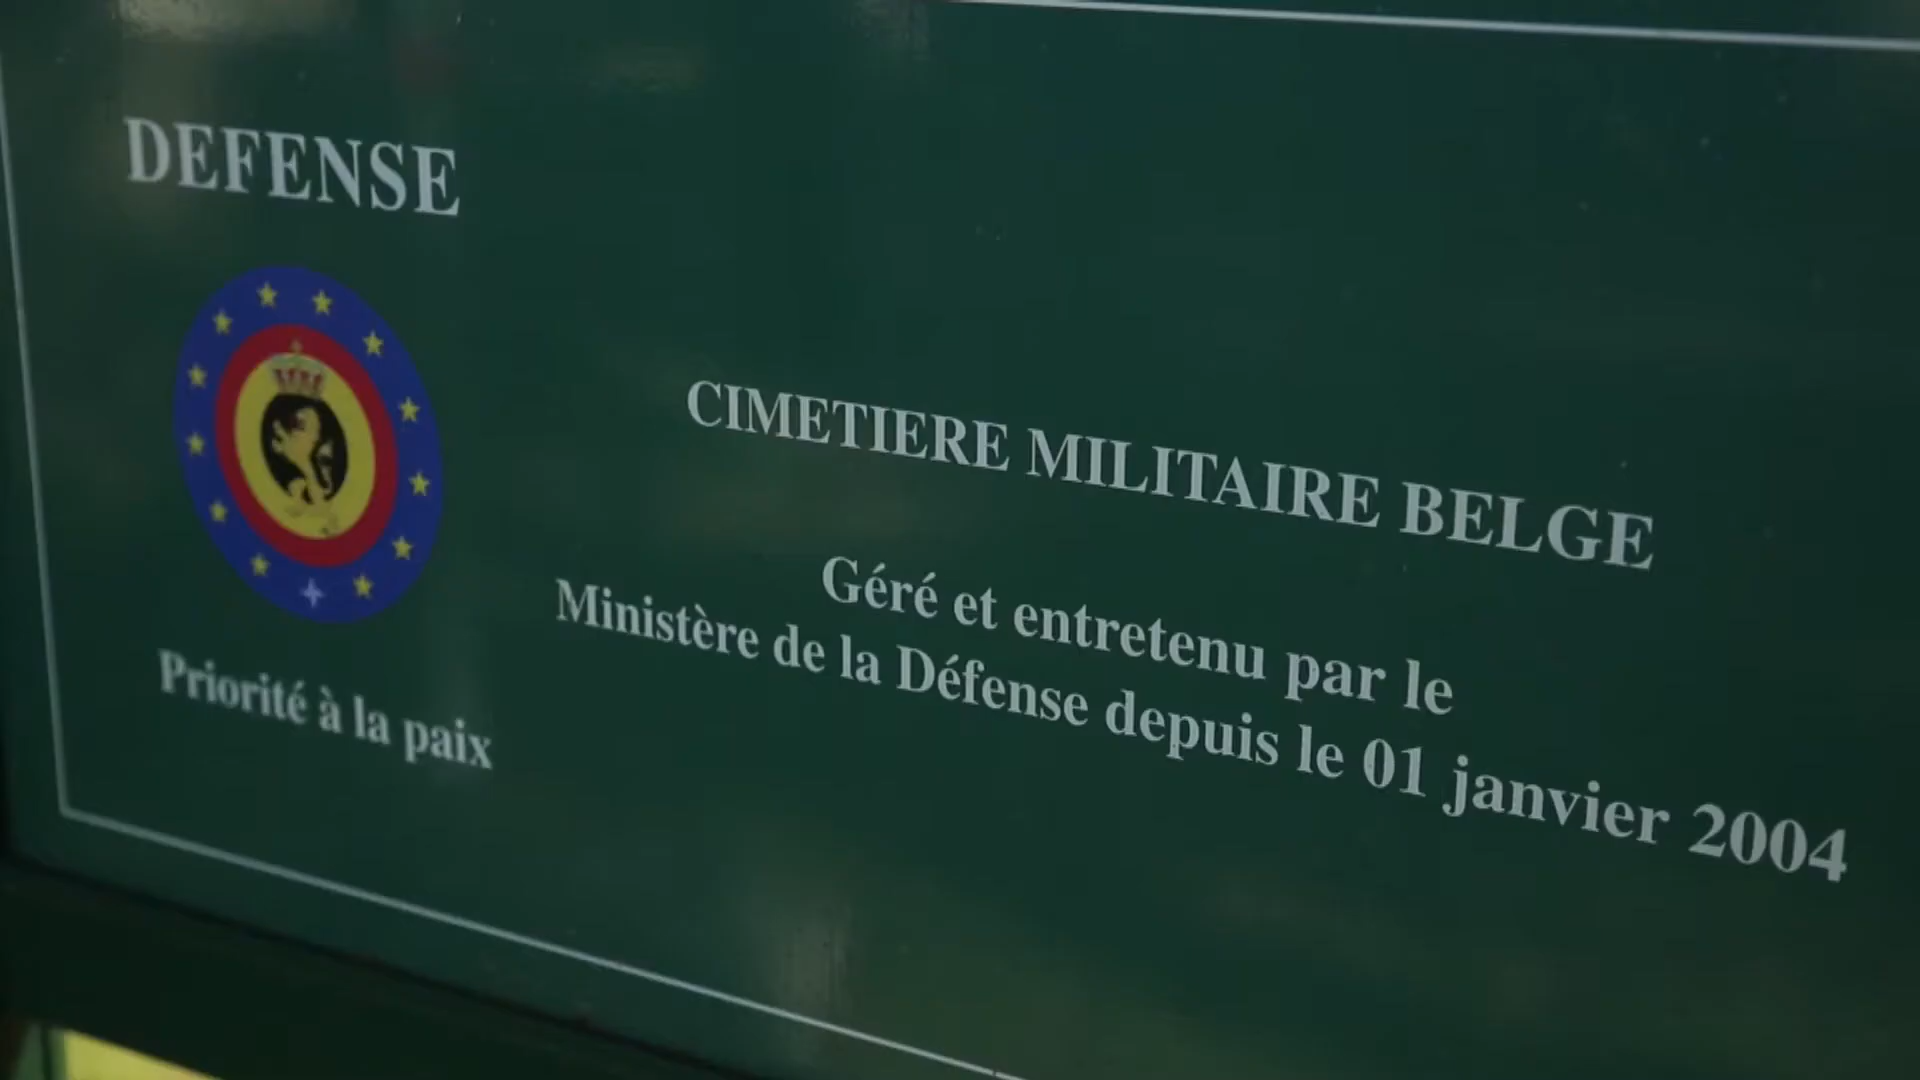 DEFENSE
Priorité à la paix
CIMETIERE MILITAIRE BELGE
Géré et entretenu par le
Ministère de la Défense depuis le 01 janvier 2004